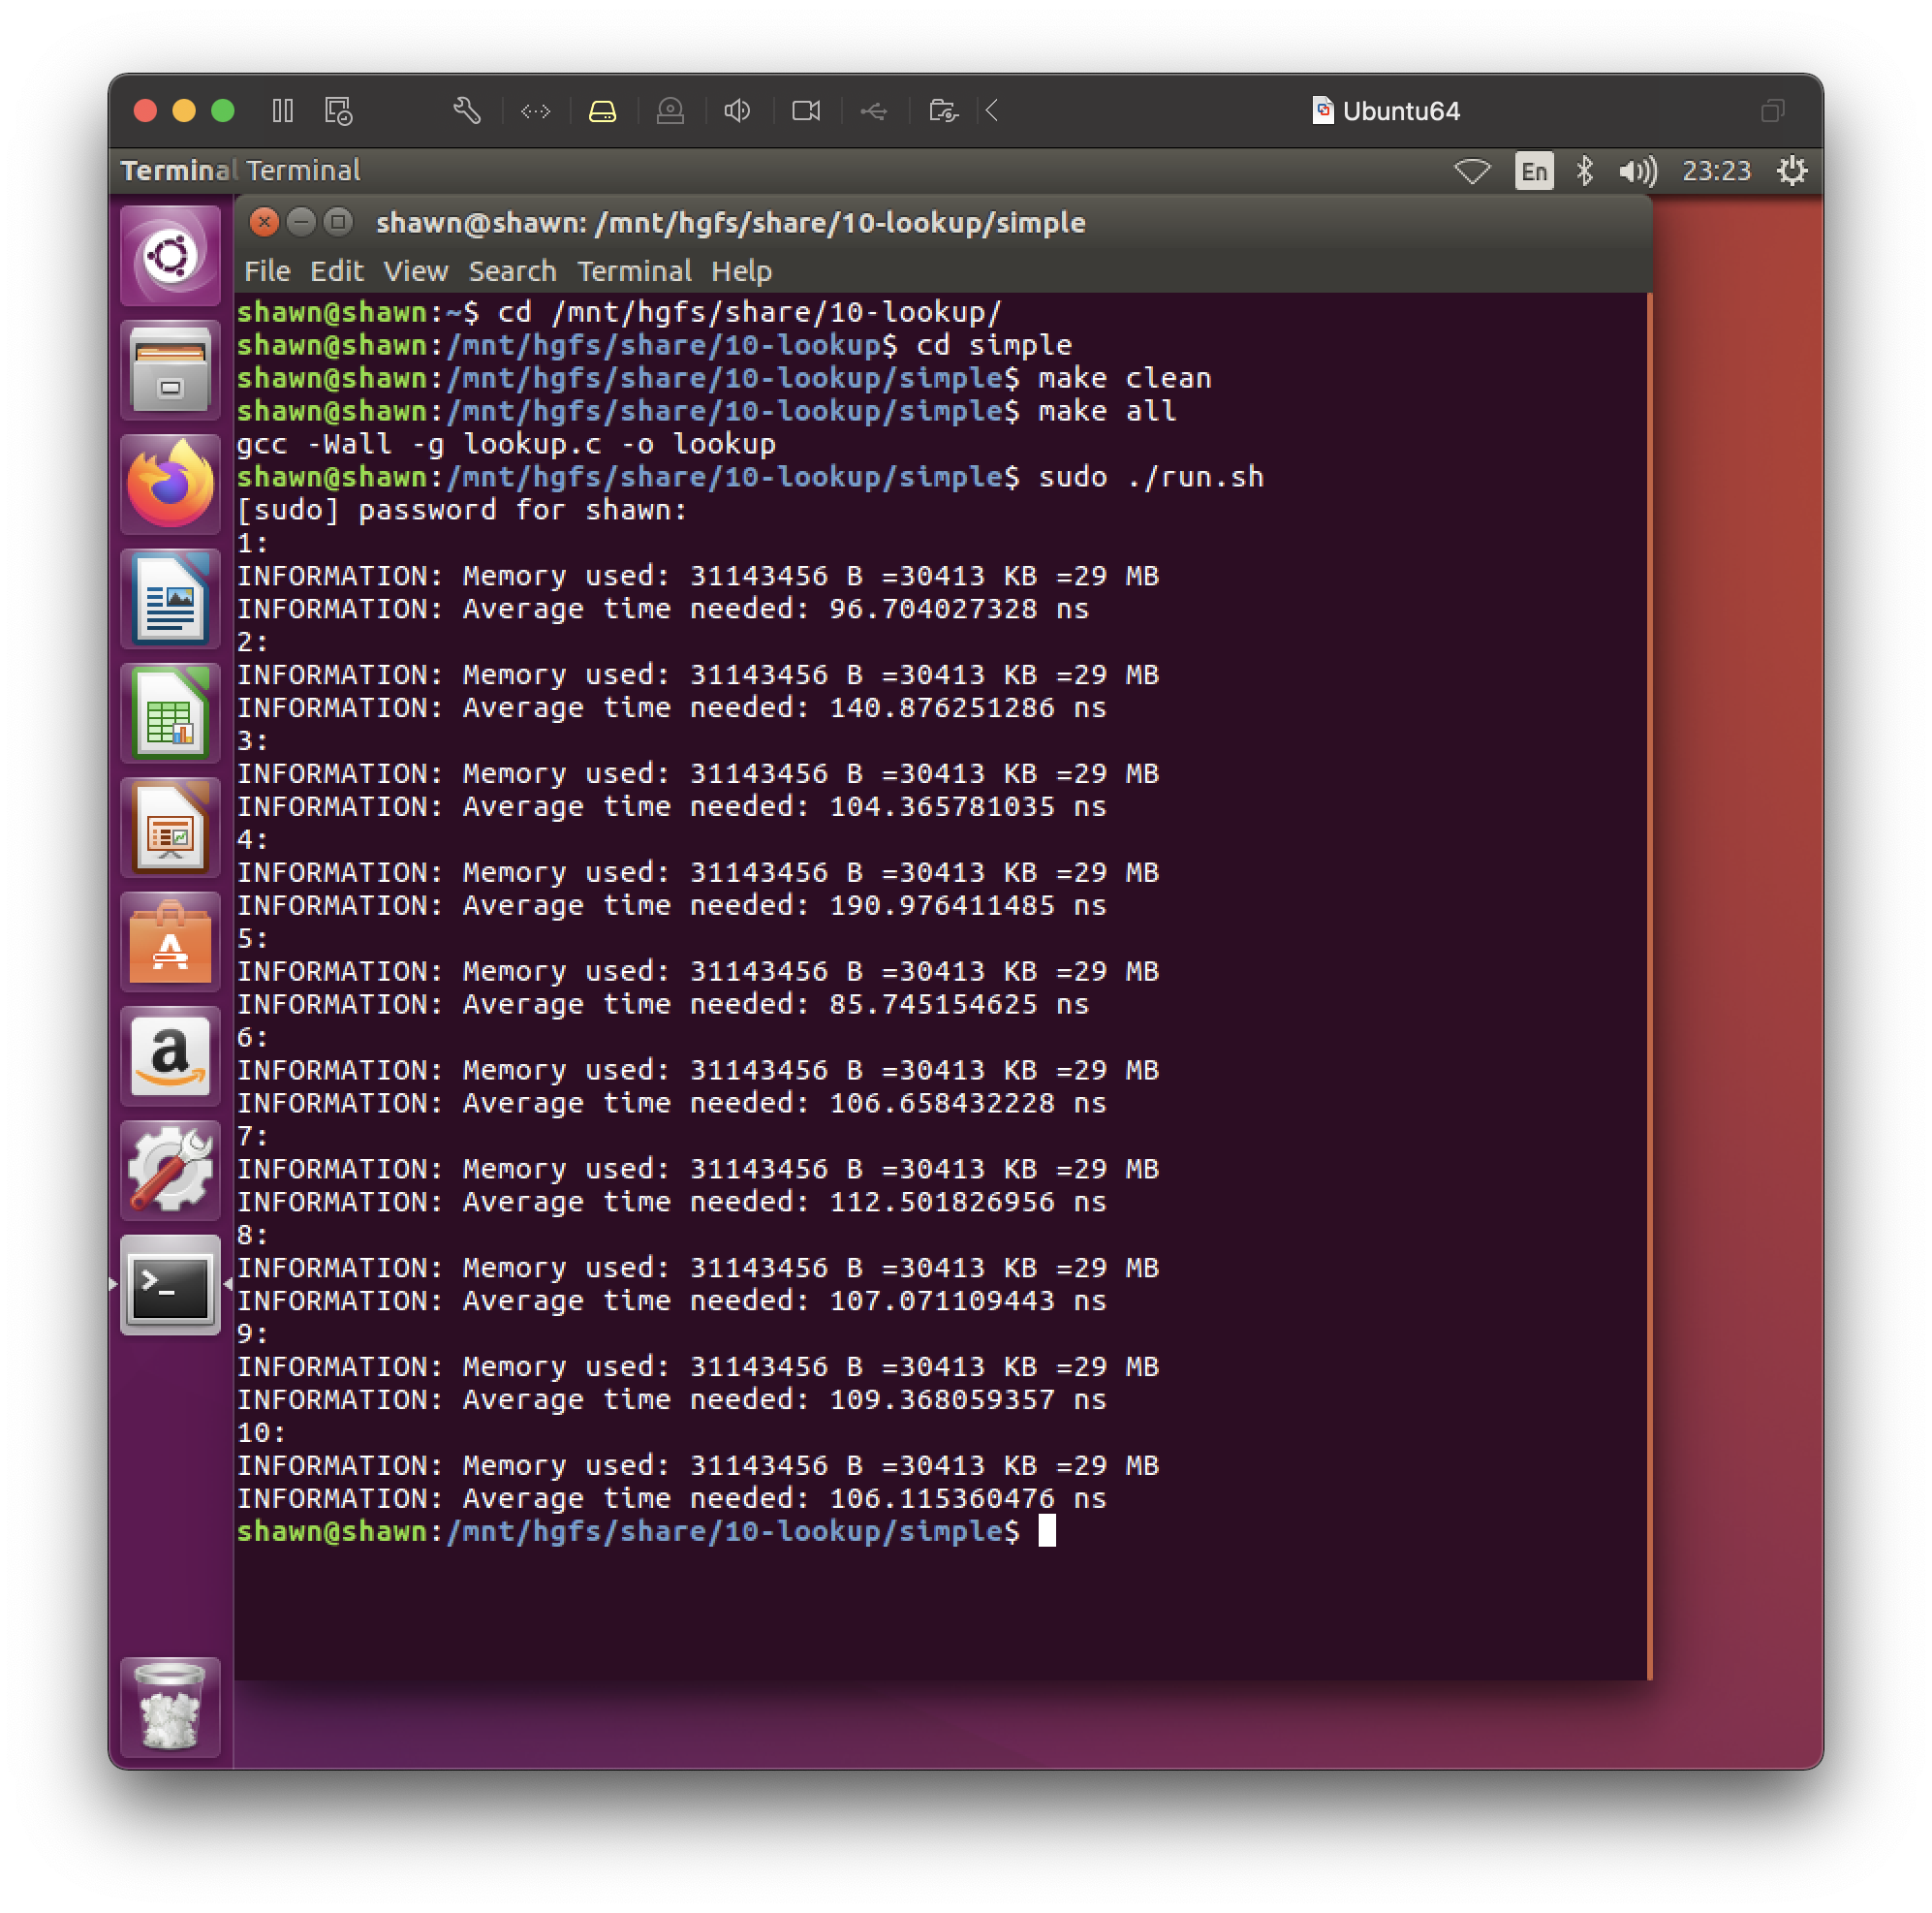 Ubuntu64
Terminal Terminal En 23:23
shawn@shawn: /mnt/hgfs/share/10-lookup/simple
File Edit View Search Terminal Help
shawn@shawn:~$ cd /mnt/hgfs/share/10-lookup/
shawn@shawn:/mnt/hgfs/share/10-lookup$ cd simple
shawn@shawn:/mnt/hgfs/share/10-lookup/simple$ make clean
shawn@shawn:/mnt/hgfs/share/10-lookup/simple$ make all
gcc -Wall -g lookup.c -o lookup
shawn@shawn:/mnt/hgfs/share/10-lookup/simple$ sudo ./run.sh
[sudo] password for shawn:
1:
INFORMATION: Memory used: 31143456 B =30413 KB =29 MB
INFORMATION: Average time needed: 96.704027328 ns
2:
INFORMATION: Memory used: 31143456 B =30413 KB =29 MB
INFORMATION: Average time needed: 140.876251286 ns
3:
INFORMATION: Memory used: 31143456 B =30413 KB =29 MB
INFORMATION: Average time needed: 104.365781035 ns
4:
INFORMATION: Memory used: 31143456 B =30413 KB =29 MB
INFORMATION: Average time needed: 190.976411485 ns
5:
INFORMATION: Memory used: 31143456 B =30413 KB =29 MB
INFORMATION: Average time needed: 85.745154625 ns
6:
INFORMATION: Memory used: 31143456 B =30413 KB =29 MB
INFORMATION: Average time needed: 106.658432228 ns
7:
INFORMATION: Memory used: 31143456 B =30413 KB =29 MB
INFORMATION: Average time needed: 112.501826956 ns
8:
INFORMATION: Memory used: 31143456 B =30413 KB =29 MB
INFORMATION: Average time needed: 107.071109443 ns
9:
INFORMATION: Memory used: 31143456 B =30413 KB =29 MB
INFORMATION: Average time needed: 109.368059357 ns
10:
INFORMATION: Memory used: 31143456 B =30413 KB =29 MB
INFORMATION: Average time needed: 106.115360476 ns
shawn@shawn:/mnt/hgfs/share/10-lookup/simple$